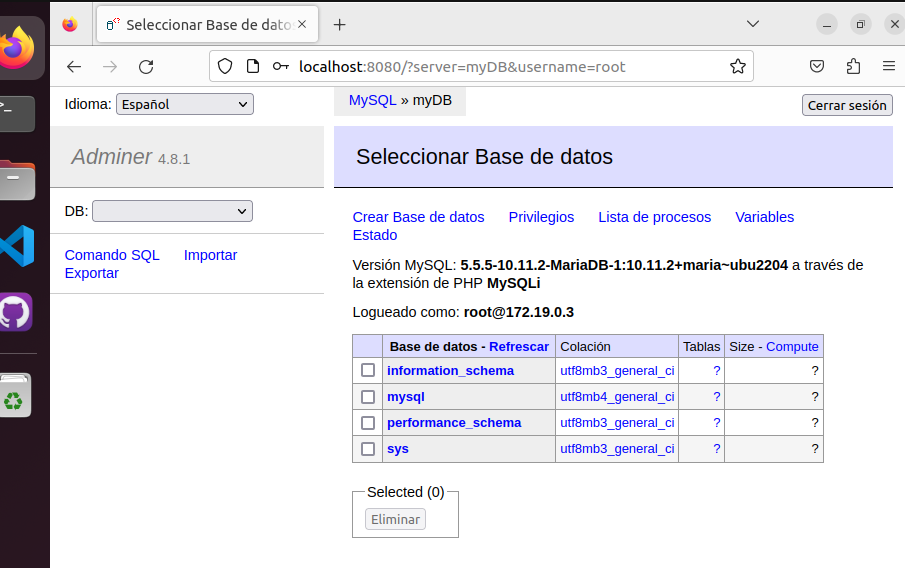 Seleccionar Base de datos
localhost:8080/?server=myDB&username=root
Idioma: Español
MySQL » myDB
Cerrar sesión
Adminer 4.8.1
Seleccionar Base de datos
DB:
Comando SQL Importar
Exportar
Crear Base de datos Privilegios Lista de procesos Variables
Estado
Versión MySQL: 5.5.5-10.11.2-MariaDB-1:10.11.2+maria~ubu2204 a través de
la extensión de PHP MySQLi
Logueado como: root@172.19.0.3
Base de datos - Refrescar Colación Tablas Size - Compute
information_schema utf8mb3_general_ci ? ?
mysql utf8mb4_general_ci ? ?
performance_schema utf8mb3_general_ci ? ?
sys utf8mb3_general_ci ? ?
Selected (0)
Eliminar